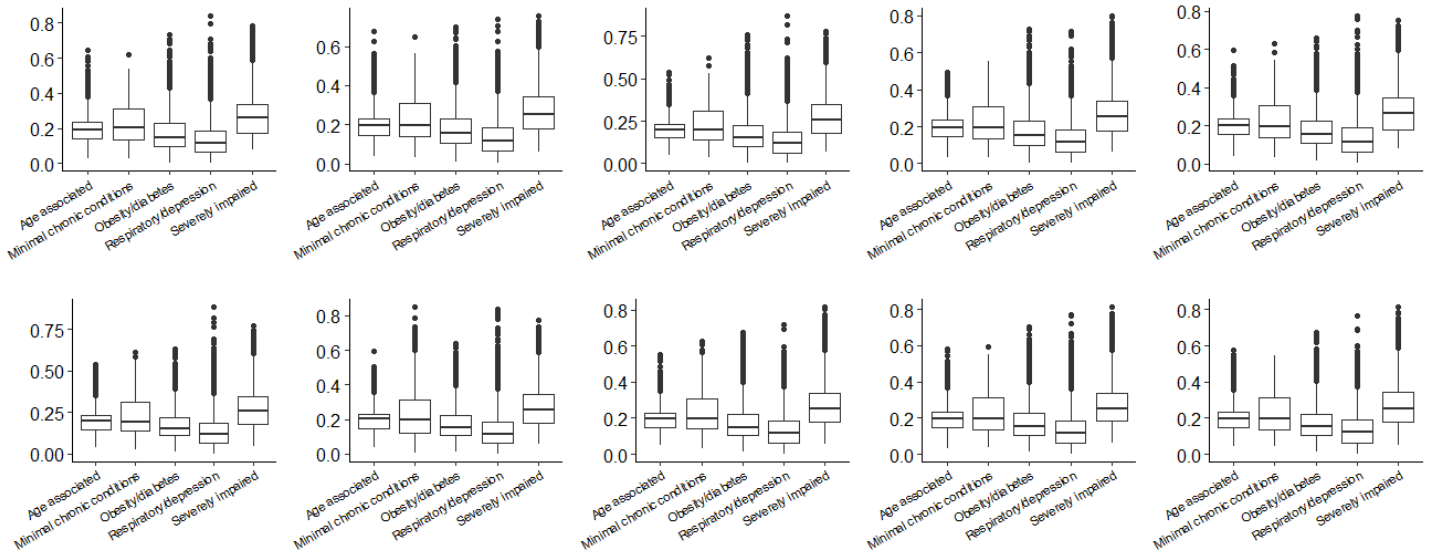 0.8
0.6
0.4
0.2
0.0
Age associated
Minimal chronic conditions
Obesity/diabetes
Respiratory/depression
Severely impaired
0.6
0.4
0.2
0.0
Age associated
Minimal chronic conditions
Obesity/diabetes
Respiratory/depression
Severely impaired
0.75
0.50
0.25
0.00
Age associated
Minimal chronic conditions
Obesity/diabetes
Respiratory/depression
Severely impaired
0.8
0.6
0.4
0.2
0.0
Age associated
Minimal chronic conditions
Obesity/diabetes
Respiratory/depression
Severely impaired
0.8
0.6
0.4
0.2
0.0
Age associated
Minimal chronic conditions
Obesity/diabetes
Respiratory/depression
Severely impaired
0.75
0.50
0.25
0.00
Age associated
Minimal chronic conditions
Obesity/diabetes
Respiratory/depression
Severely impaired
0.8
0.6
0.4
0.2
0.0
Age associated
Minimal chronic conditions
Obesity/diabetes
Respiratory/depression
Severely impaired
0.8
0.6
0.4
0.2
0.0
Age associated
Minimal chronic conditions
Obesity/diabetes
Respiratory/depression
Severely impaired
0.8
0.6
0.4
0.2
0.0
Age associated
Minimal chronic conditions
Obesity/diabetes
Respiratory/depression
Severely impaired
0.8
0.6
0.4
0.2
0.0
Age associated
Minimal chronic conditions
Obesity/diabetes
Respiratory/depression
Severely impaired